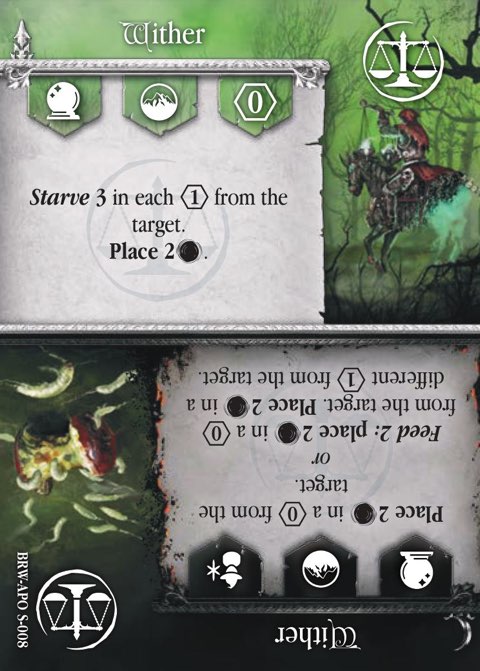 Wither
0
Starve 3 in each 1 from the
target.
Place 2 .
Wither
Place 2 in a 0 from the
target.
or
Feed 2: place 2 in a 0
from the target. Place 2 in a
different 1 from the target.
BRW-APO S-008